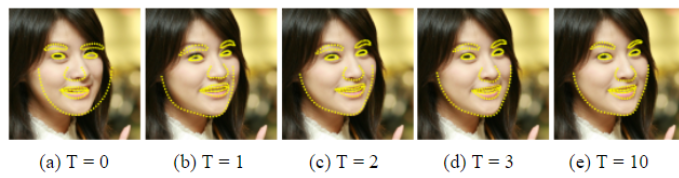 (a) T = 0 (b) T = 1 (c) T = 2 (d) T = 3 (e) T = 10